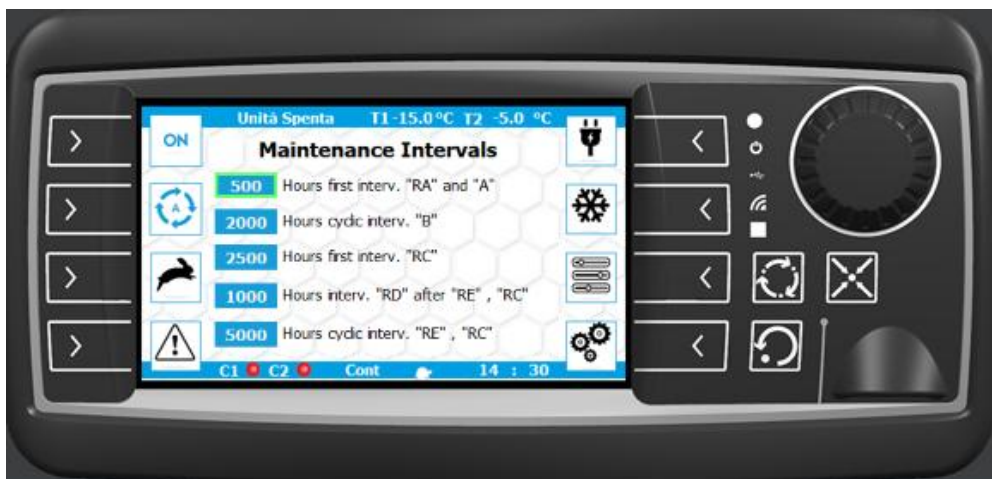 Unità Spenta T1-15.0°C T2 -5.0 °C
ON
Maintenance Intervals
A
500 Hours first interv. "RA" and "A"
2000 Hours cyclic interv. "B"
2500 Hours first interv. "RC"
1000 Hours interv. "RD" after "RE" , "RC"
5000 Hours cyclic interv. "RE" , "RC"
C1 C2 Cont 14 : 30